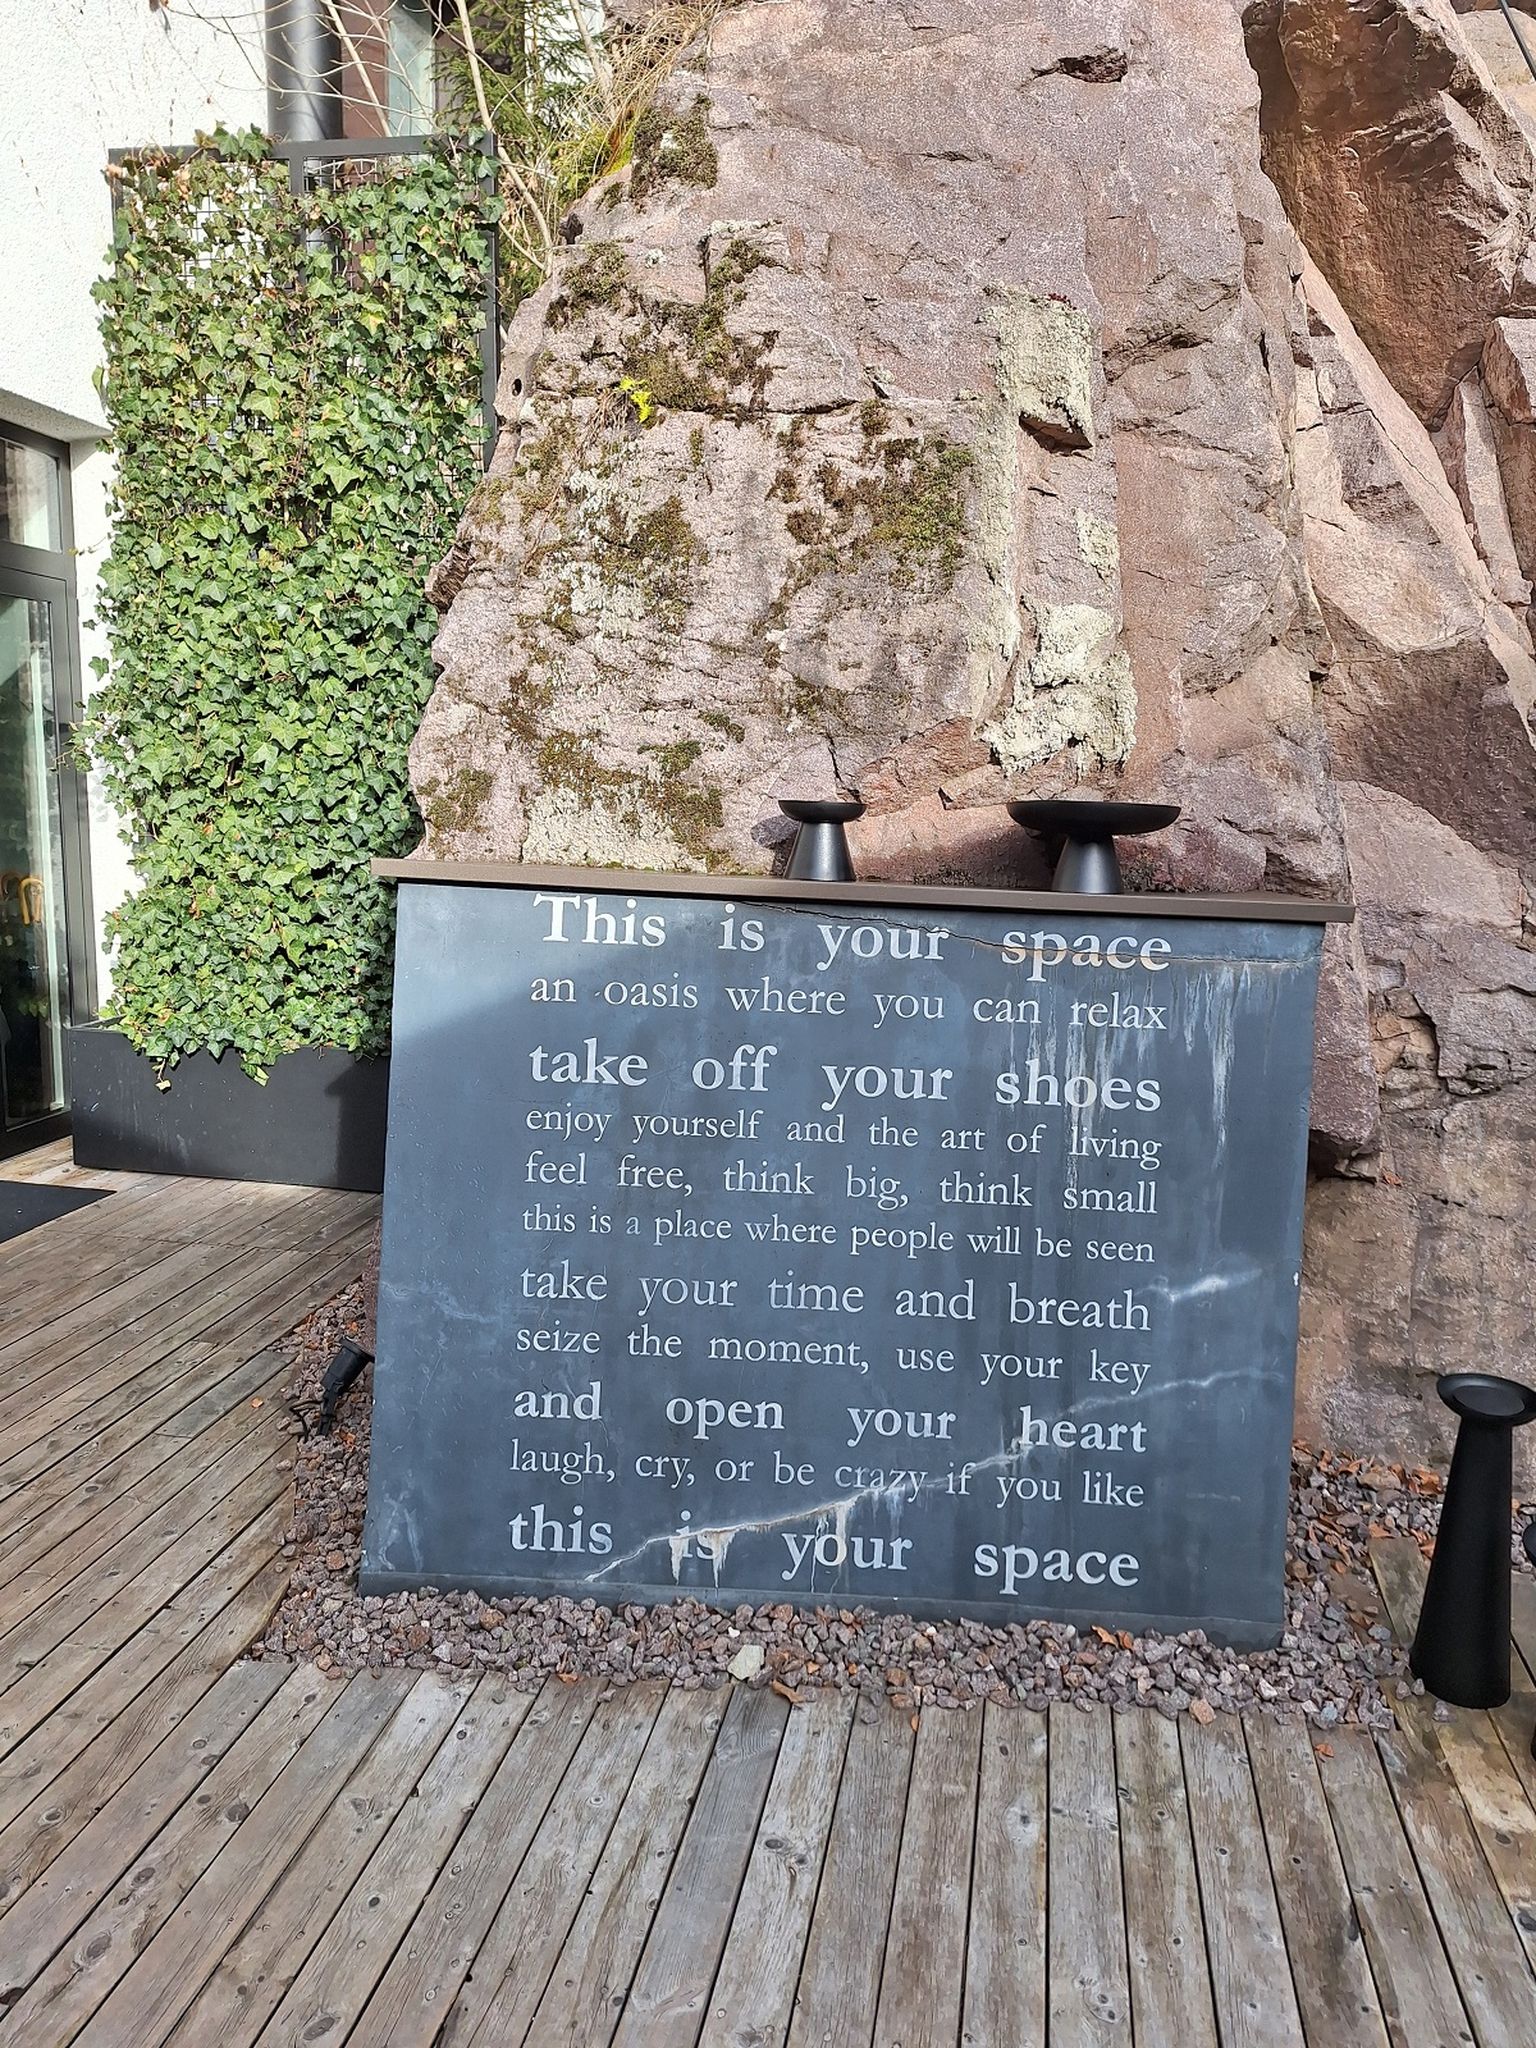 This is your space
an oasis where you can relax
take off your shoes
enjoy yourself and the art of living
feel free, think big, think small
this is a place where people will be seen
take your time and breath
seize the moment, use your key
and open your heart
laugh, cry, or be crazy if you like
this is your space